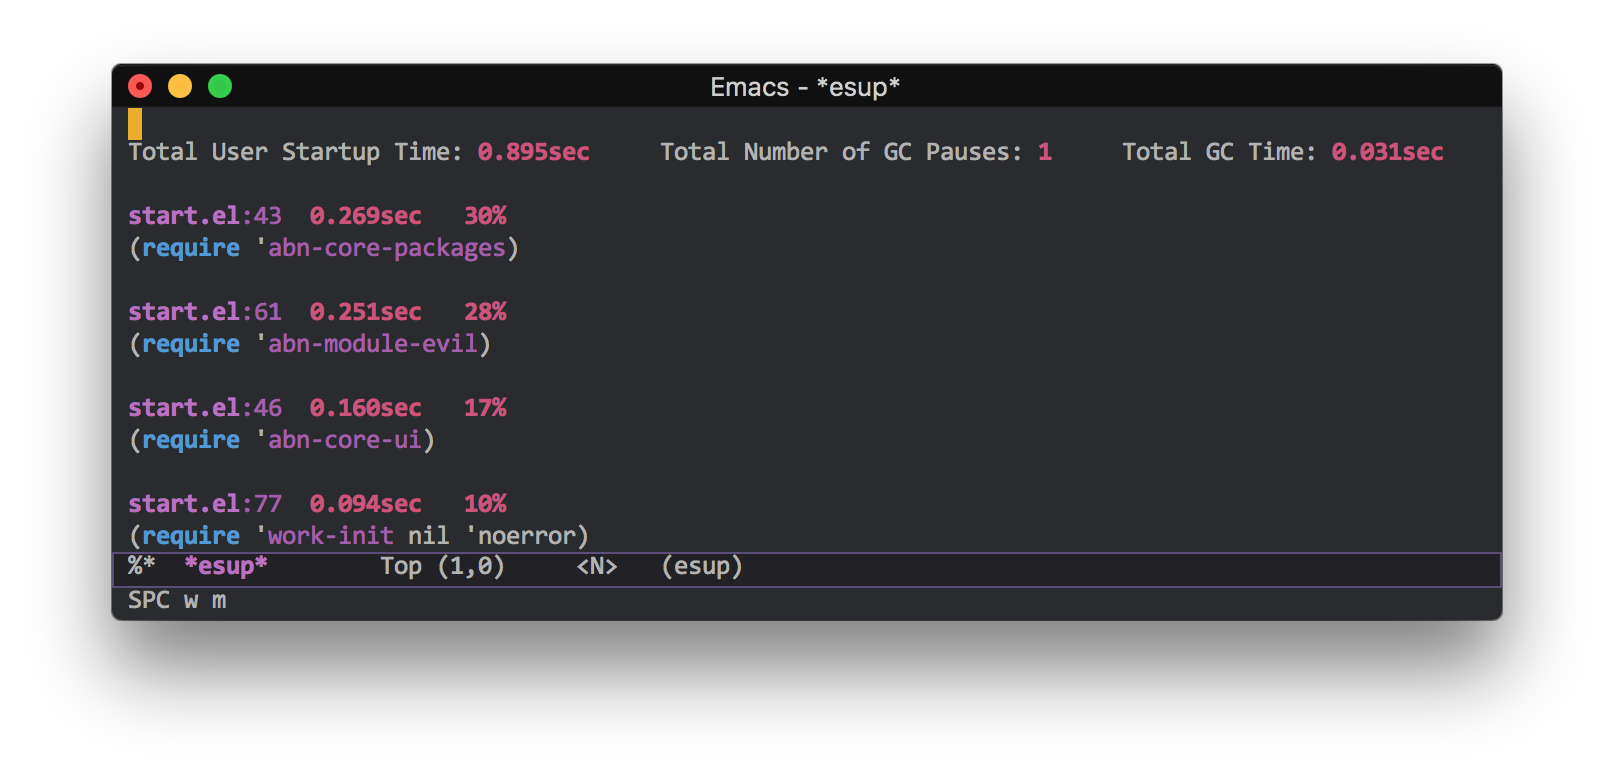 Emacs - *esup*
Total User Startup Time: 0.895sec     Total Number of GC Pauses: 1     Total GC Time: 0.031sec
start.el:43  0.269sec   30%
(require 'abn-core-packages)
start.el:61  0.251sec   28%
(require 'abn-module-evil)
start.el:46  0.160sec   17%
(require 'abn-core-ui)
start.el:77  0.094sec   10%
(require 'work-init nil 'noerror)
%*  *esup*        Top (1,0)     <N>   (esup)
SPC w m